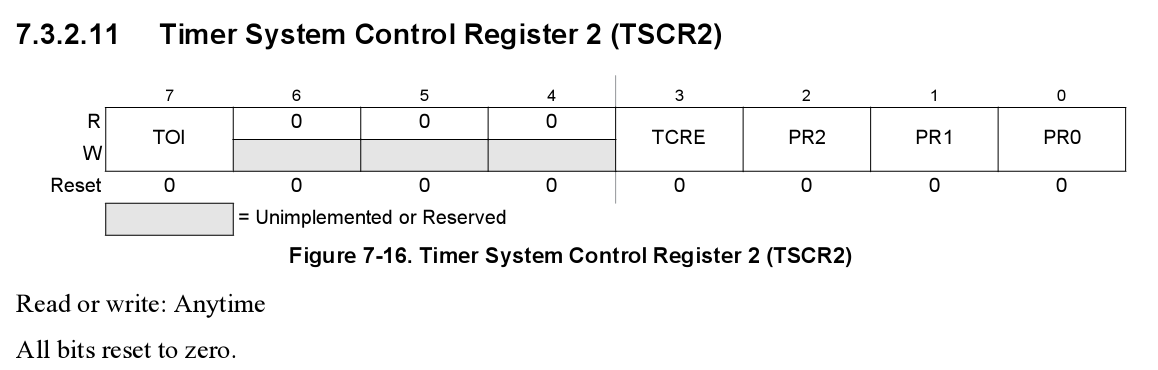 7.3.2.11 Timer System Control Register 2 (TSCR2)
7 6 5 4 3 2 1 0
R 0 0 0
TOI TCRE PR2 PR1 PR0
W
Reset 0 0 0 0 0 0 0 0
= Unimplemented or Reserved
Figure 7-16. Timer System Control Register 2 (TSCR2)
Read or write: Anytime
All bits reset to zero.